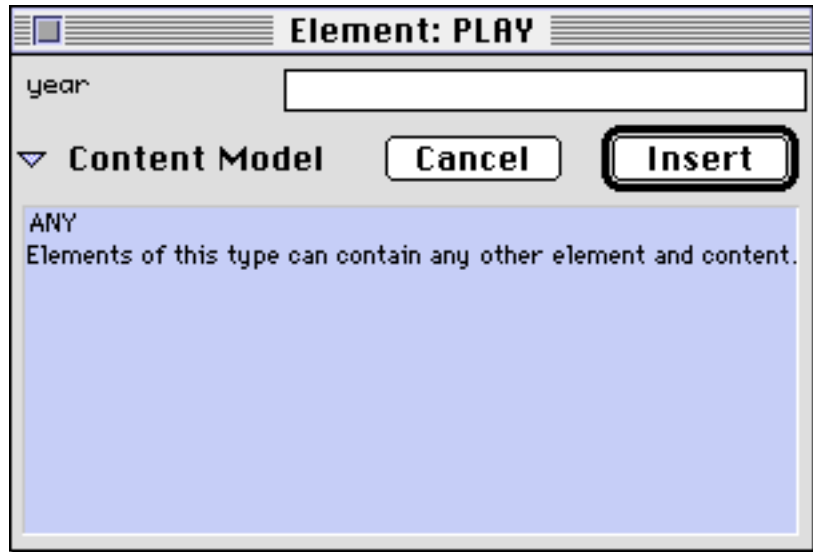 Element: PLAY
year
Content Model Cancel Insert
ANY
Elements of this type can contain any other element and content.